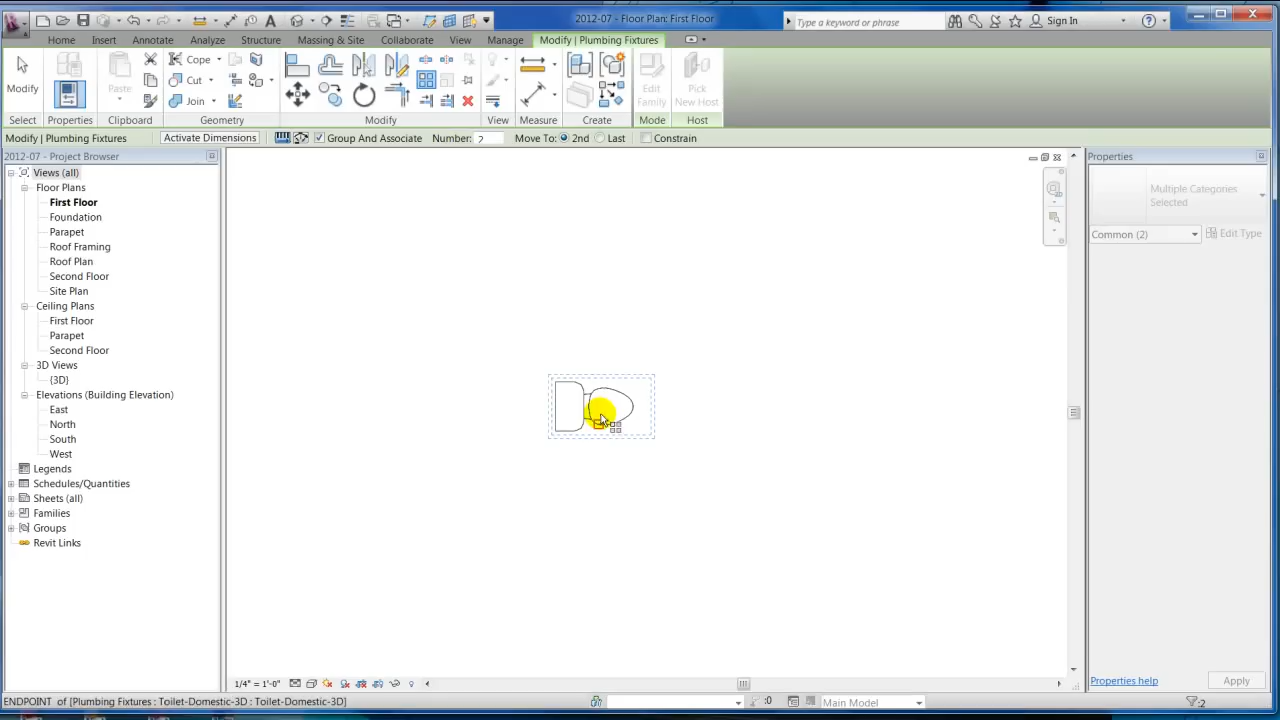 2012-07 - Floor Plan: First Floor
Type a keyword or phrase
Sign In
Home Insert Annotate Analyze Structure Massing & Site Collaborate View Manage Modify | Plumbing Fixtures
Modify
Paste
Cope
Cut
Join
Edit Family
Pick New Host
Select Properties Clipboard Geometry Modify View Measure Create Mode Host
Modify | Plumbing Fixtures Activate Dimensions Group And Associate Number: 2 Move To: 2nd Last Constrain
2012-07 - Project Browser
Views (all)
Floor Plans
First Floor
Foundation
Parapet
Roof Framing
Roof Plan
Second Floor
Site Plan
Ceiling Plans
First Floor
Parapet
Second Floor
3D Views
{3D}
Elevations (Building Elevation)
East
North
South
West
Legends
Schedules/Quantities
Sheets (all)
Families
Groups
Revit Links
Properties
Multiple Categories Selected
Common (2) Edit Type
Properties help Apply
1/4" = 1'-0"
ENDPOINT of [Plumbing Fixtures : Toilet-Domestic-3D : Toilet-Domestic-3D]
:0
Main Model
:2